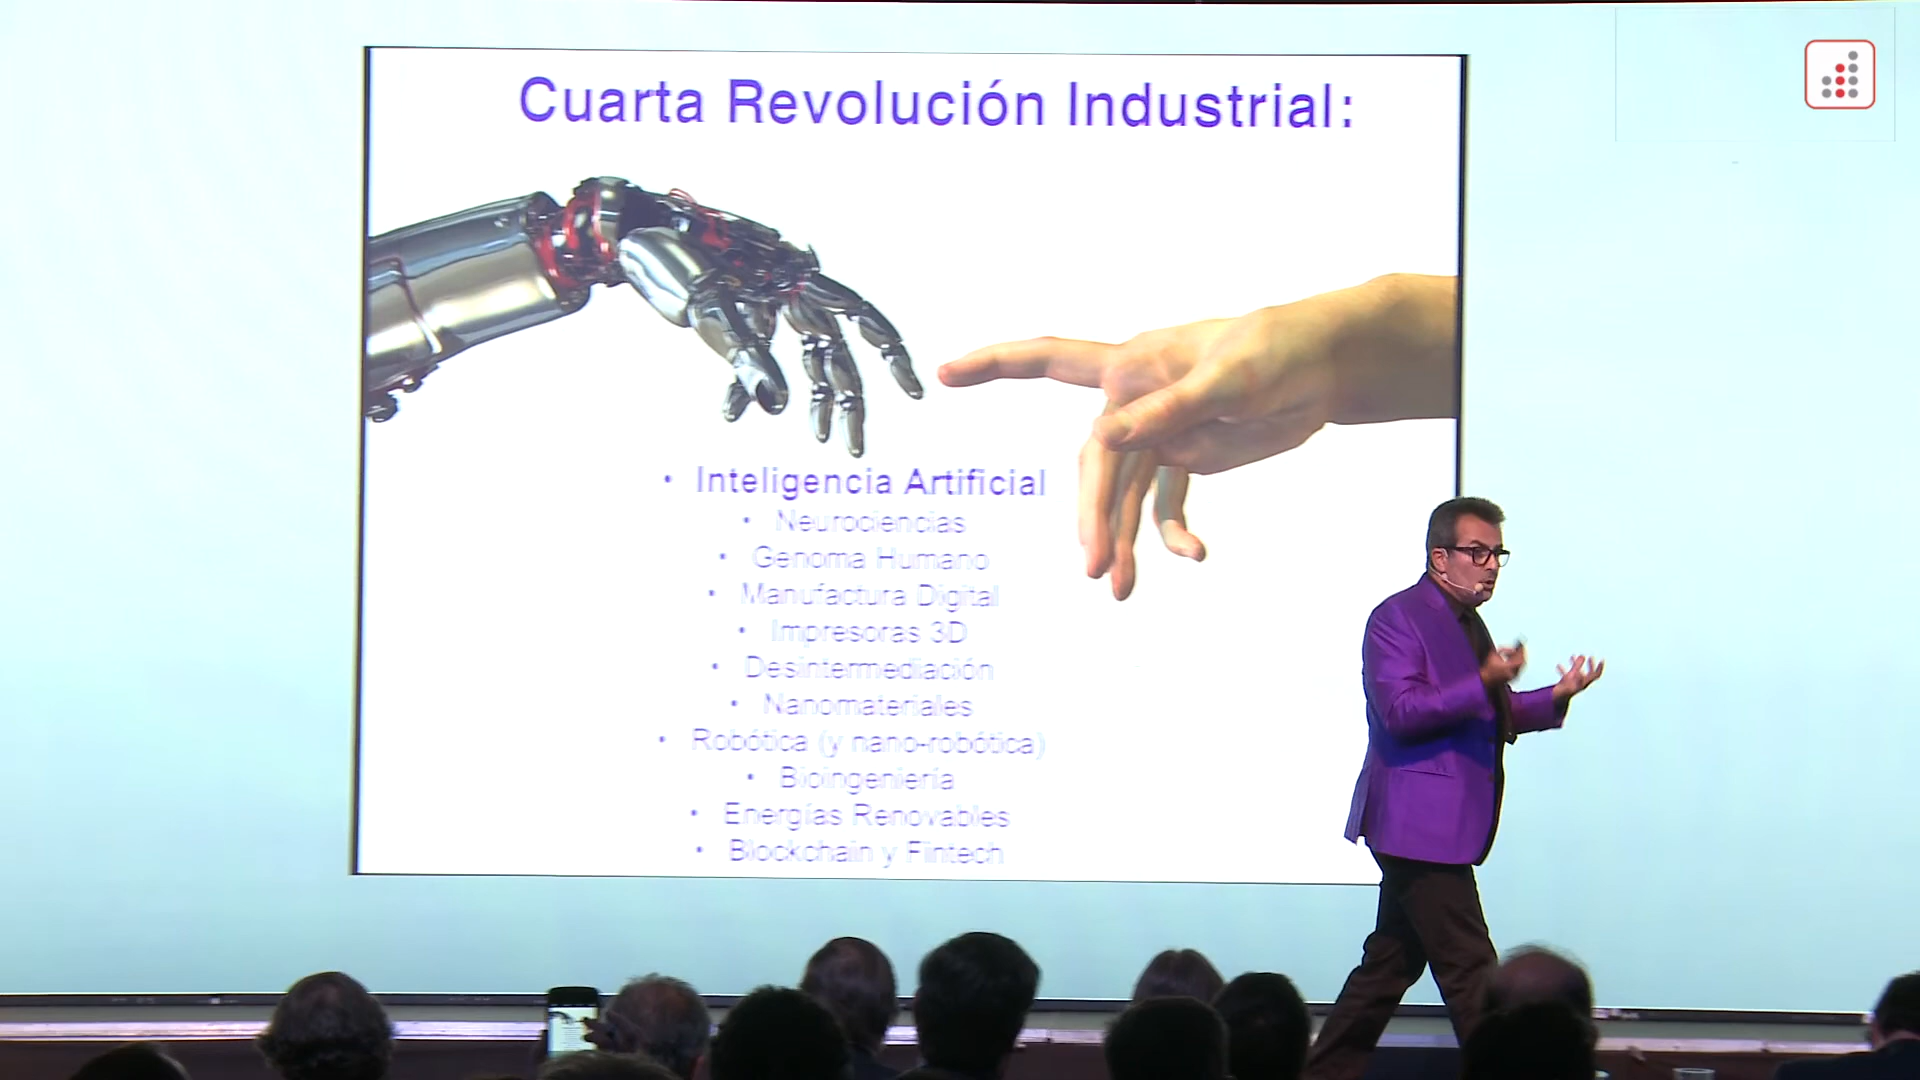 Cuarta Revolución Industrial:
• Inteligencia Artificial
• Neurociencias
• Genoma Humano
• Manufactura Digital
• Impresoras 3D
• Desintermediación
• Nanomateriales
• Robótica (y nano-robótica)
• Bioingeniería
• Energías Renovables
• Blockchain y Fintech